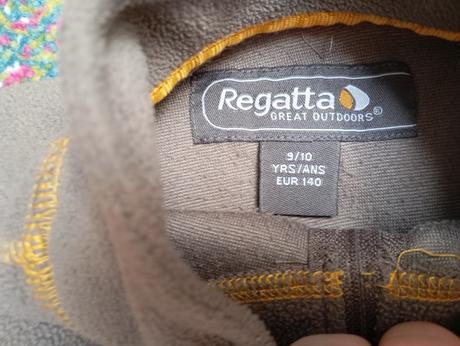 Regatta
GREAT OUTDOORS®
9/10
YRS/ANS
EUR 140